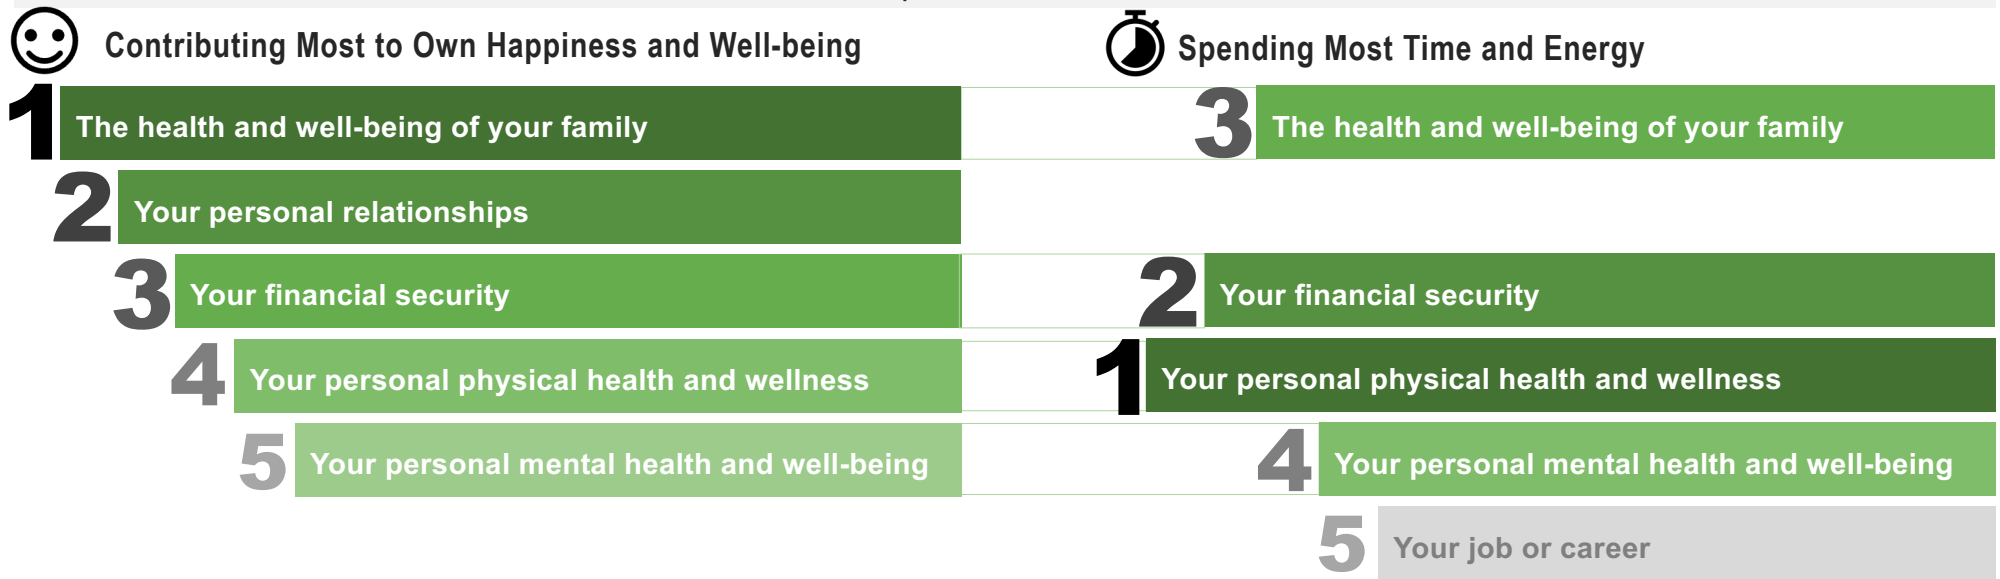 Contributing Most to Own Happiness and Well-being
Spending Most Time and Energy
1 The health and well-being of your family
3 The health and well-being of your family
2 Your personal relationships
3 Your financial security
2 Your financial security
4 Your personal physical health and wellness
1 Your personal physical health and wellness
5 Your personal mental health and well-being
4 Your personal mental health and well-being
5 Your job or career